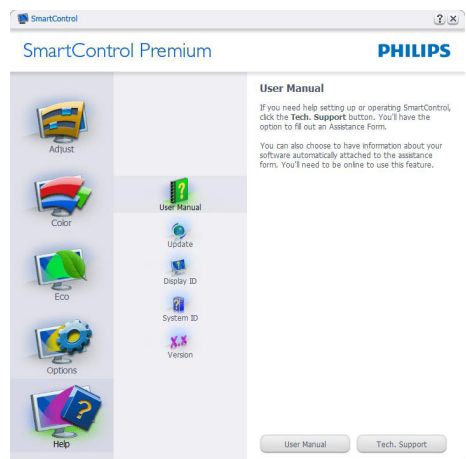 SmartControl
SmartControl Premium
PHILIPS
Adjust
Color
Eco
Options
Help
User Manual
Update
Display ID
System ID
X.X
Version
User Manual
If you need help setting up or operating SmartControl,
click the Tech. Support button. You'll have the
option to fill out an Assistance Form.
You can also choose to have information about your
software automatically attached to the assistance
form. You'll need to be online to use this feature.
User Manual
Tech. Support